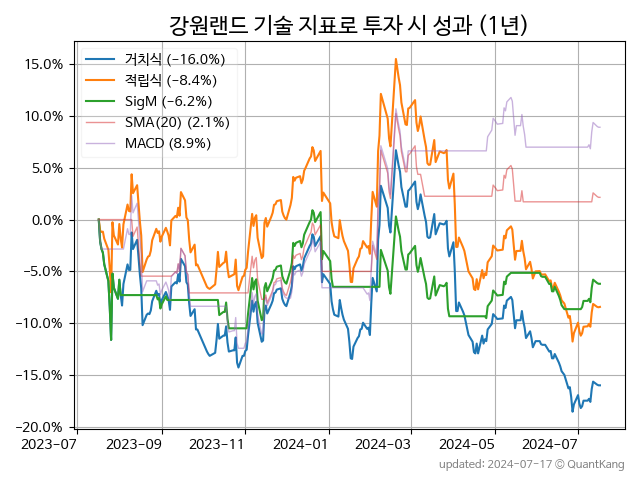 강원랜드 기술 지표로 투자 시 성과 (1년)
거치식 (−16.0%)
적립식 (−8.4%)
SigM (−6.2%)
SMA(20) (2.1%)
MACD (8.9%)
15.0%
10.0%
5.0%
0.0%
−5.0%
−10.0%
−15.0%
−20.0%
2023-07 2023-09 2023-11 2024-01 2024-03 2024-05 2024-07
updated: 2024-07-17 © QuantKang